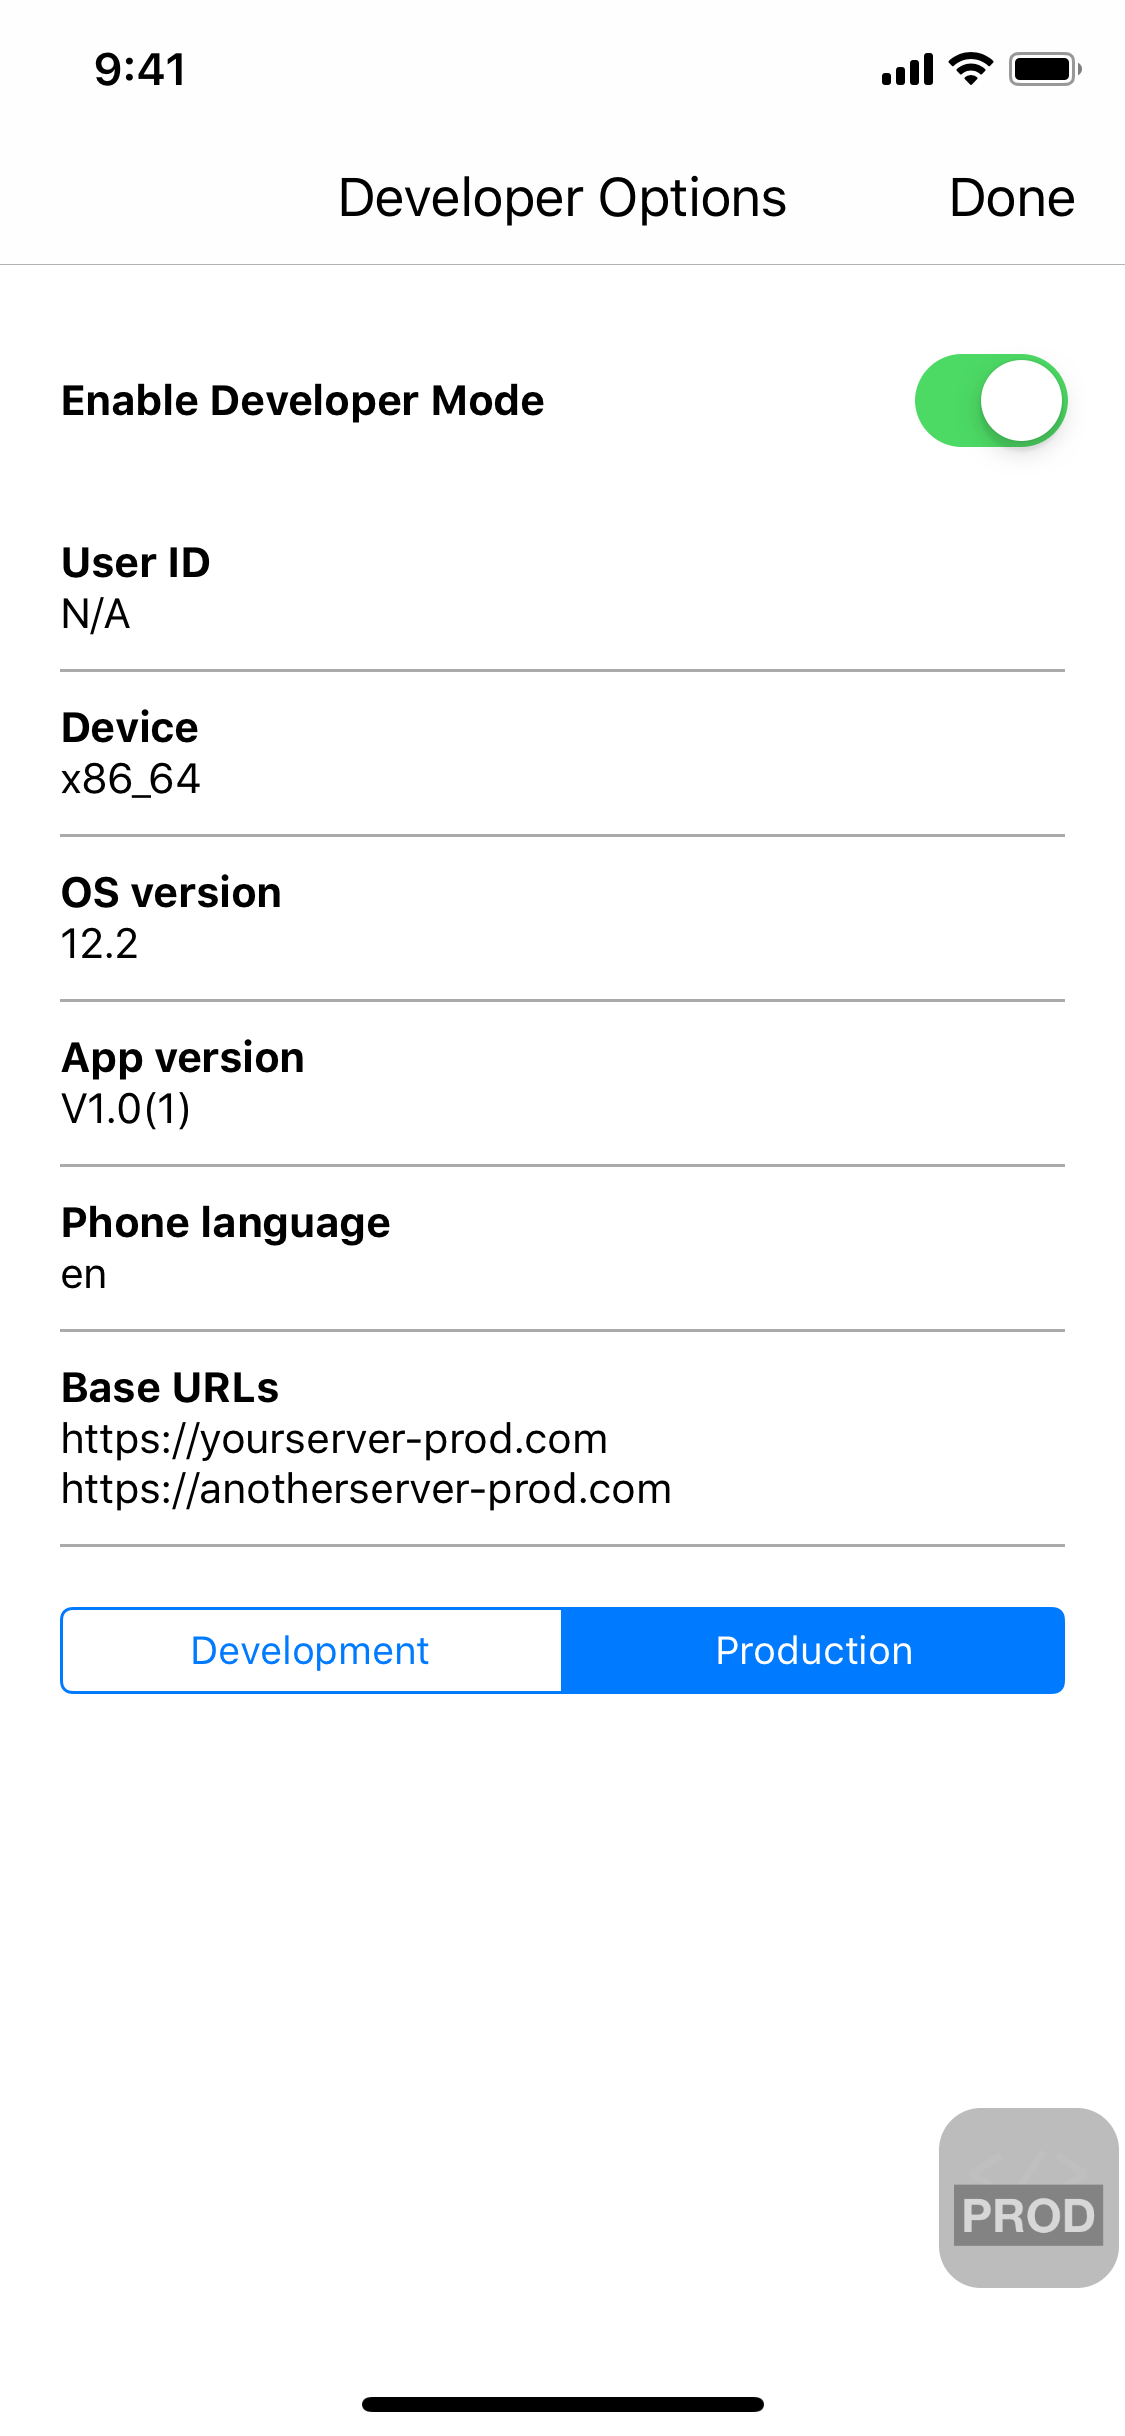 9:41
Developer Options
Done
Enable Developer Mode
User ID
N/A
Device
x86_64
OS version
12.2
App version
V1.0(1)
Phone language
en
Base URLs
https://yourserver-prod.com
https://anotherserver-prod.com
Development
Production
</>
PROD